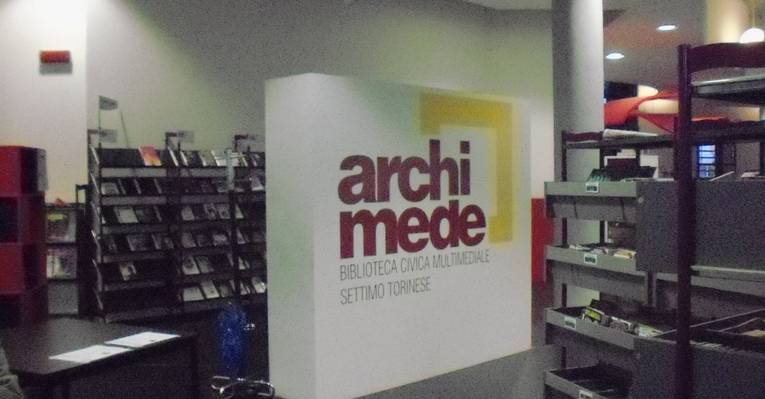 archi
mede
BIBLIOTECA CIVICA MULTIMEDIALE
SETTIMO TORINESE